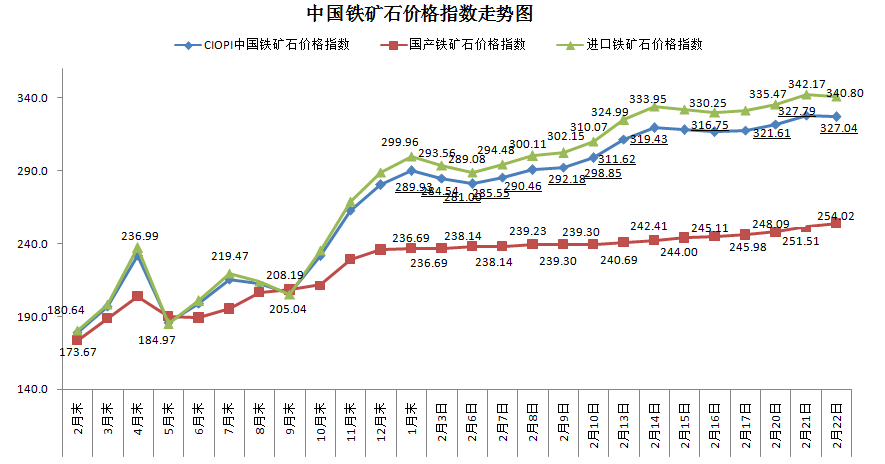 中国铁矿石价格指数走势图
CIOPI中国铁矿石价格指数 国产铁矿石价格指数 进口铁矿石价格指数
340.0
290.0
240.0
190.0
140.0
180.64 236.99 184.97 219.47 205.04 299.96 293.56 289.08 294.48 300.11 302.15 310.07 324.99 333.95 330.25 335.47 342.17 340.80
289.93 284.54 281.06 285.55 290.46 292.18 298.85 311.62 319.43 316.75 321.61 327.79 327.04
173.67 208.19 236.69 236.69 238.14 238.14 239.23 239.30 239.30 240.69 242.41 244.00 245.11 245.98 248.09 251.51 254.02
2月末 3月末 4月末 5月末 6月末 7月末 8月末 9月末 10月末 11月末 12月末 1月末 2月3日 2月6日 2月7日 2月8日 2月9日 2月10日 2月13日 2月14日 2月15日 2月16日 2月17日 2月20日 2月21日 2月22日